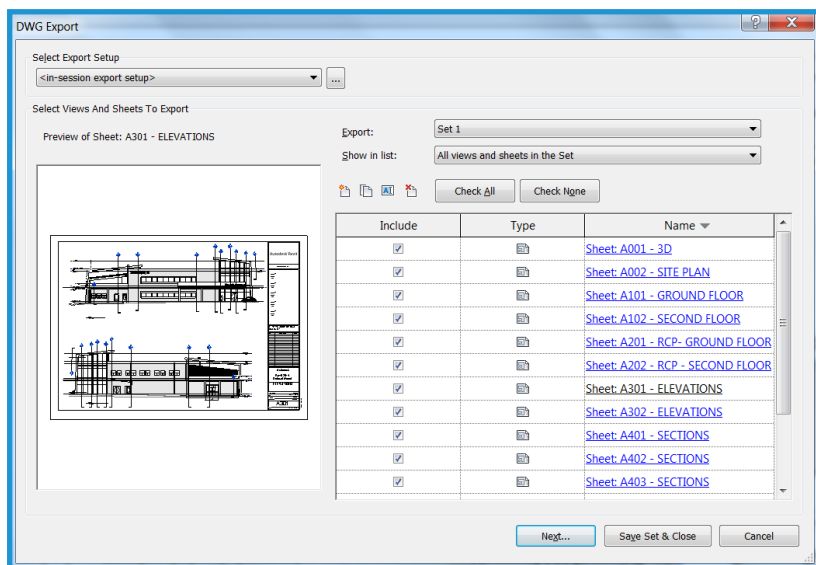 DWG Export
Select Export Setup
<in-session export setup>
...
Select Views And Sheets To Export
Preview of Sheet: A301 - ELEVATIONS
Export:
Set 1
Show in list:
All views and sheets in the Set
Check All
Check None
Include
Type
Name
Sheet: A001 - 3D
Sheet: A002 - SITE PLAN
Sheet: A101 - GROUND FLOOR
Sheet: A102 - SECOND FLOOR
Sheet: A201 - RCP- GROUND FLOOR
Sheet: A202 - RCP - SECOND FLOOR
Sheet: A301 - ELEVATIONS
Sheet: A302 - ELEVATIONS
Sheet: A401 - SECTIONS
Sheet: A402 - SECTIONS
Sheet: A403 - SECTIONS
Autodesk Revit
A301
Next...
Save Set & Close
Cancel